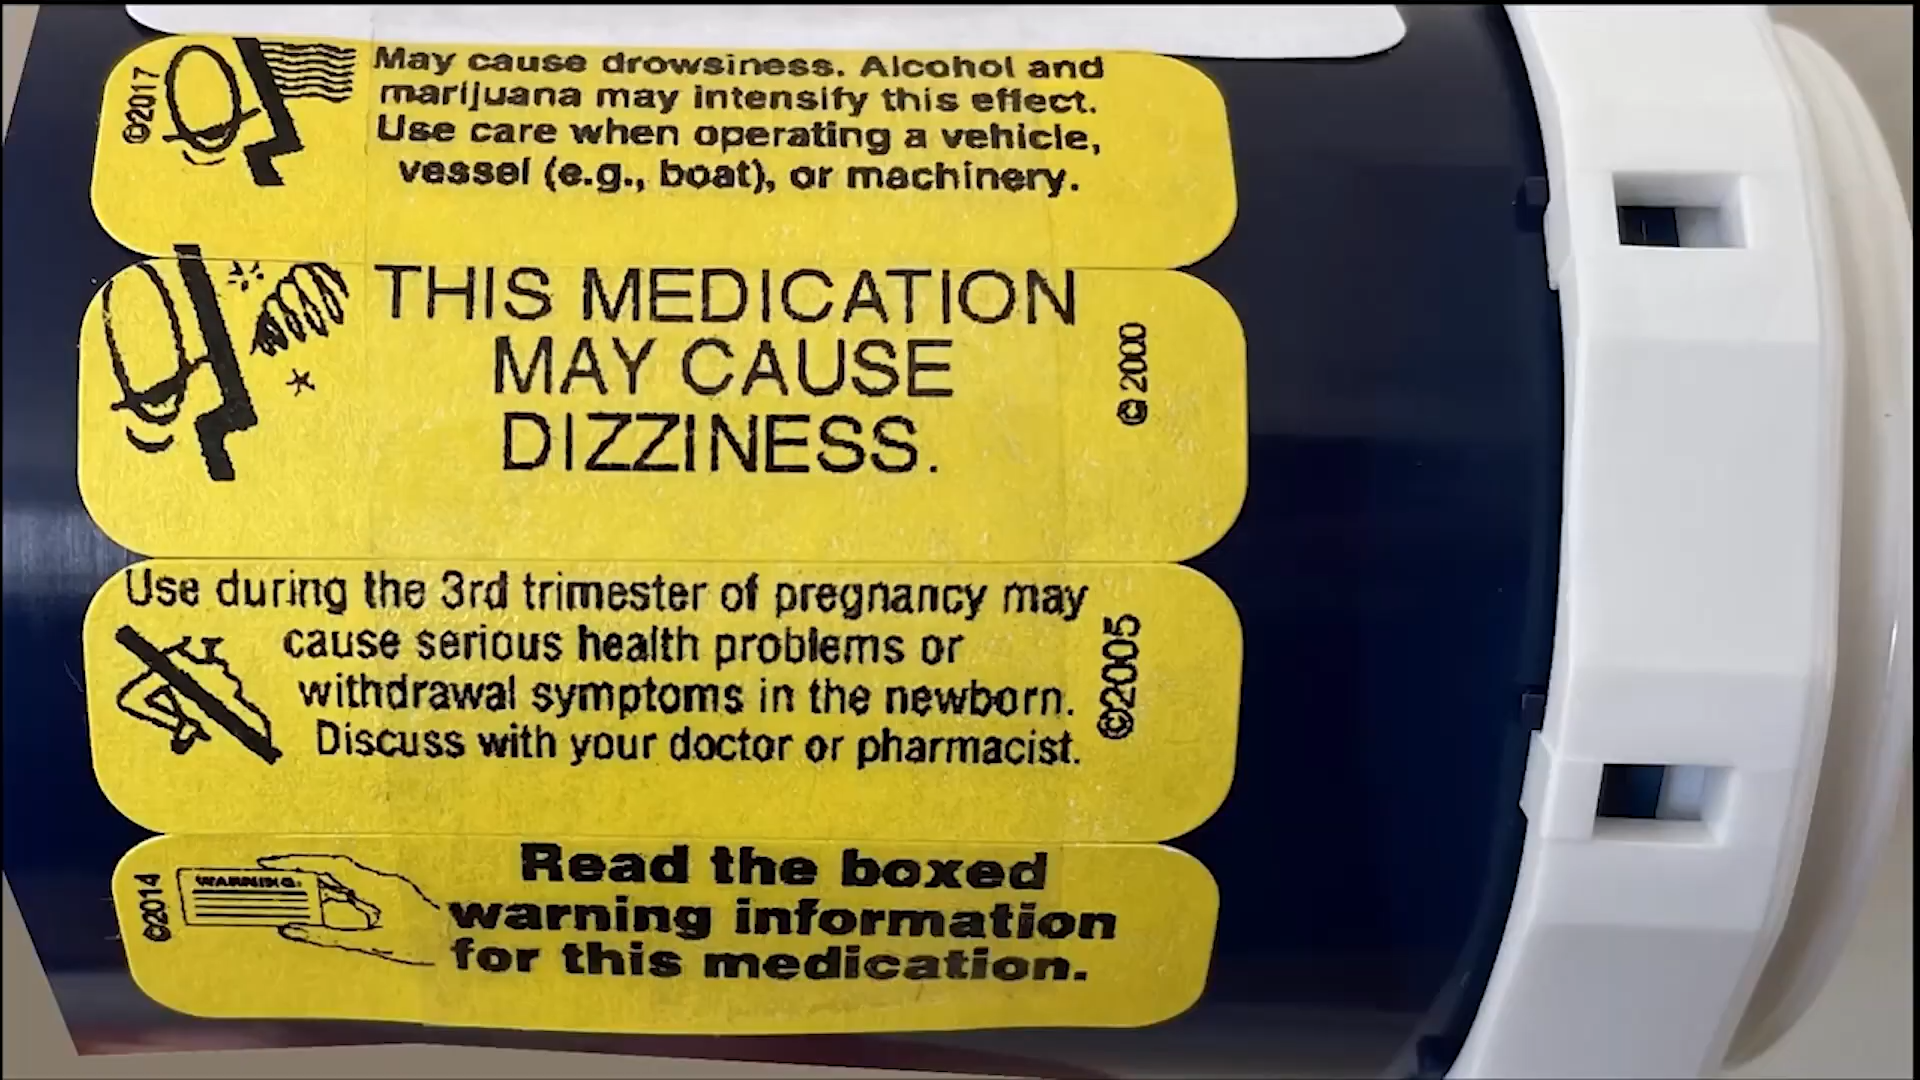 ©2017
May cause drowsiness. Alcohol and
marijuana may intensify this effect.
Use care when operating a vehicle,
vessel (e.g., boat), or machinery.
THIS MEDICATION
MAY CAUSE
DIZZINESS.
© 2000
Use during the 3rd trimester of pregnancy may
cause serious health problems or
withdrawal symptoms in the newborn.
Discuss with your doctor or pharmacist.
©2005
©2014
WARNING:
Read the boxed
warning information
for this medication.